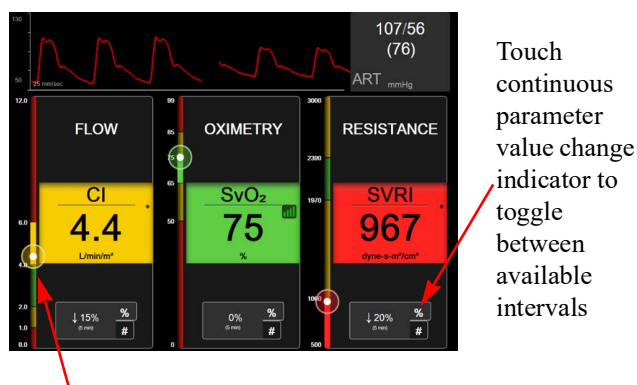 130
107/56
(76)
ART mmHg
50
25 mm/sec
12.0
6.0
4.0
2.0
1.0
0.0
FLOW
CI
4.4
L/min/m²
↓ 15%
(5 min)
%
#
99
85
75
65
50
0
OXIMETRY
SvO₂
75
%
0%
(5 min)
%
#
3000
2300
1970
1000
500
RESISTANCE
SVRI
967
dyne-s-m²/cm⁵
↓ 20%
(5 min)
%
#
Touch
continuous
parameter
value change
indicator to
toggle
between
available
intervals